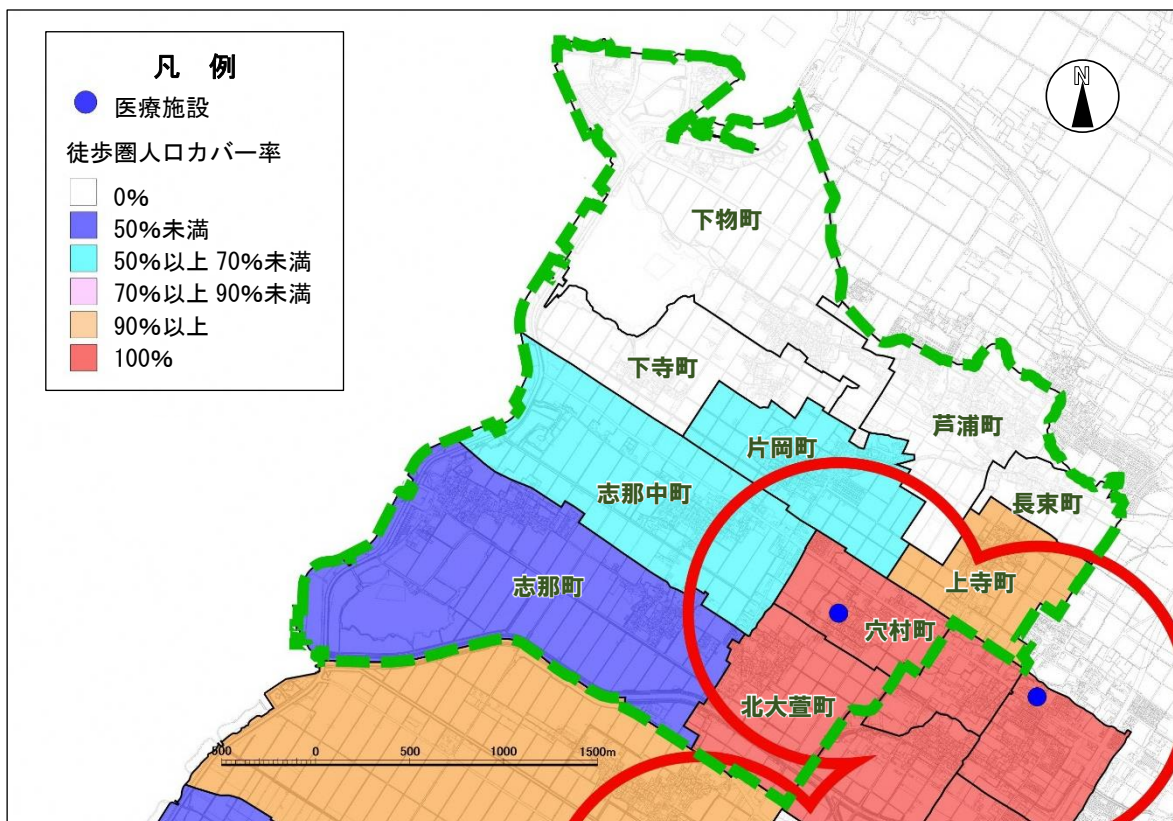 凡 例
医療施設
徒歩圏人口カバー率
0%
50%未満
50%以上 70%未満
70%以上 90%未満
90%以上
100%
N
下物町
下寺町
芦浦町
片岡町
長束町
志那中町
上寺町
志那町
穴村町
北大萱町
500 0 500 1000 1500m